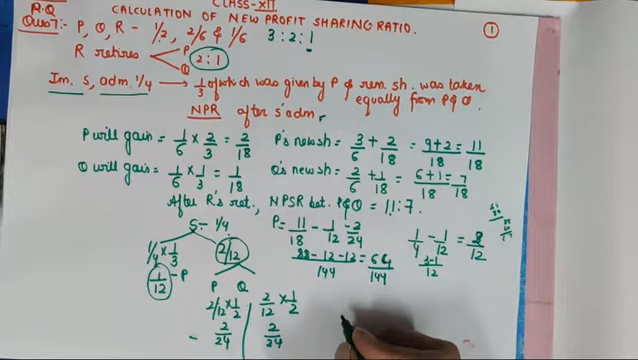 CLASS-XII
P.Q CALCULATION OF NEW PROFIT SHARING RATIO. 1
Ques7:- P, Q, R - 1/2, 2/6 & 1/6 3:2:1
R retires P Q 2:1
Im. S, adm 1/4 → 1/3 of which was given by P & rem. sh. was taken
equally from P & Q.
NPR after S'adm.
P will gain = 1/6 × 2/3 = 2/18 P's new sh = 3/6 + 2/18 = 9+2/18 = 11/18
Q will gain = 1/6 × 1/3 = 1/18 Q's new sh. = 2/6 + 1/18 = 6+1/18 = 7/18
After R's ret., NPSR bet. P & Q = 11:7.
S - 1/4 P = 11/18 - 1/12 - 2/24 1/4 - 1/12 = 2/12
1/4 × 1/3 2/12 -12-12/144 = 64/144 2-1/12
1/12 - P
P Q
2/12 × 1/2 2/12 × 1/2
- 2/24 2/24